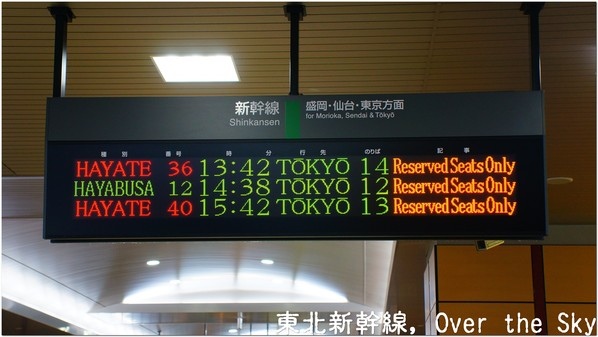 新幹線 盛岡・仙台・東京方面
Shinkansen for Morioka, Sendai & Tōkyō
種別 番号 時 分 行先 のりば 記事
HAYATE 36 13:42 TŌKYŌ 14 Reserved Seats Only
HAYABUSA 12 14:38 TŌKYŌ 12 Reserved Seats Only
HAYATE 40 15:42 TŌKYŌ 13 Reserved Seats Only
東北新幹線, Over the Sky